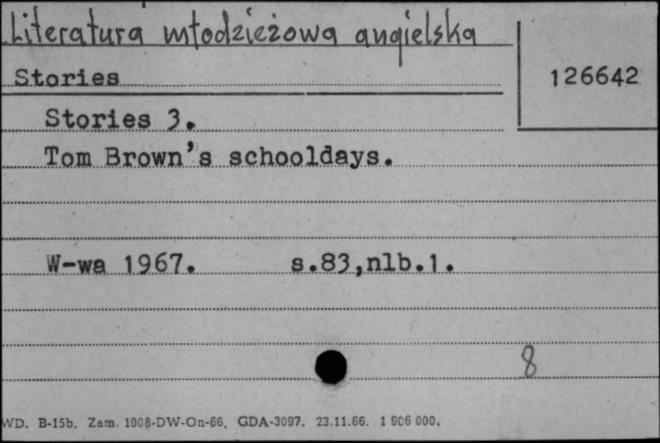 Literatura młodzieżowa angielska
Stories
126642
Stories 3.
Tom Brown's schooldays.
W-wa 1967. s.83,nlb.1.
8
WD. B-15b. Zam. 1008-DW-On-66. GDA-3097. 23.11.66. 1 906 000.